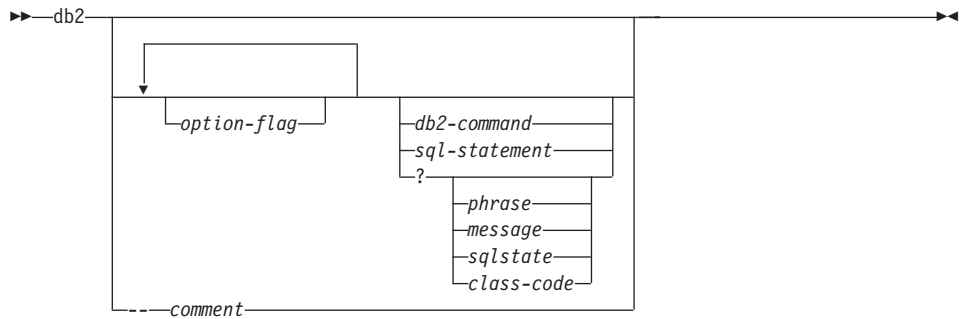 db2
option-flag
db2-command
sql-statement
?
phrase
message
sqlstate
class-code
-- comment